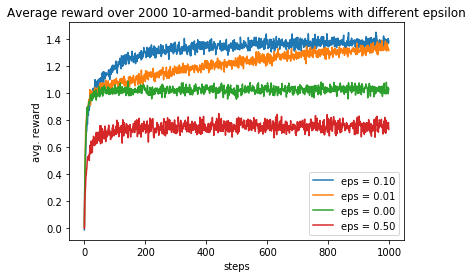 Average reward over 2000 10-armed-bandit problems with different epsilon
1.4
1.2
1.0
0.8
0.6
0.4
0.2
0.0
avg. reward
0
200
400
600
800
1000
steps
eps = 0.10
eps = 0.01
eps = 0.00
eps = 0.50